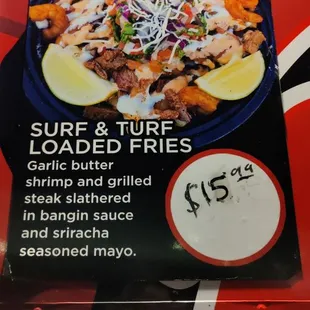 SURF & TURF
LOADED FRIES
Garlic butter
shrimp and grilled
steak slathered
in bangin sauce
and sriracha
seasoned mayo.
$15.99